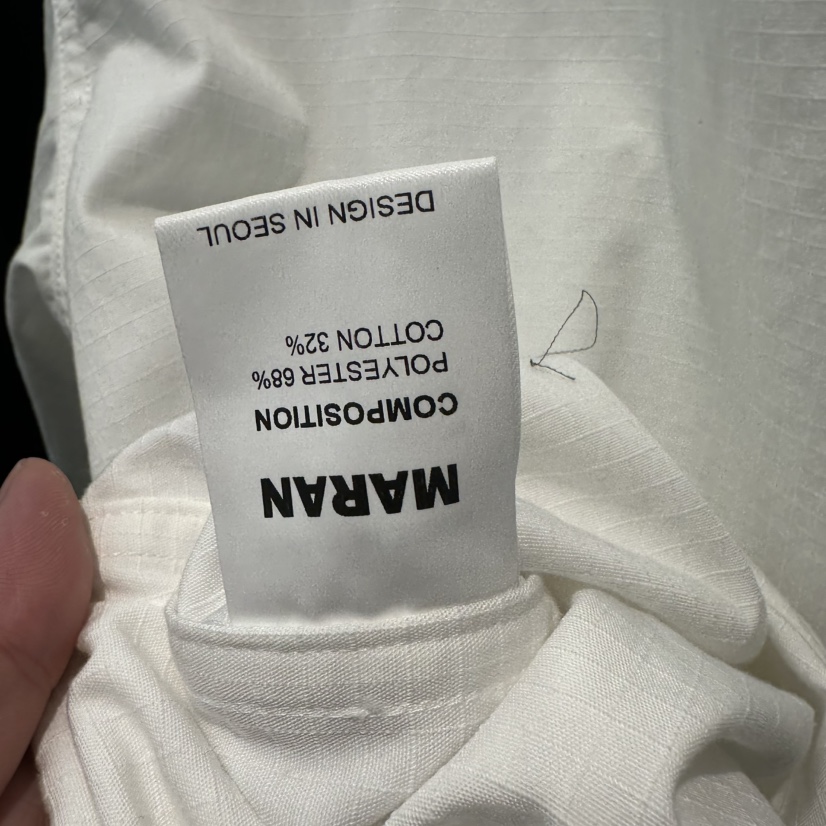 MARAN
COMPOSITION
POLYESTER 68%
COTTON 32%
DESIGN IN SEOUL